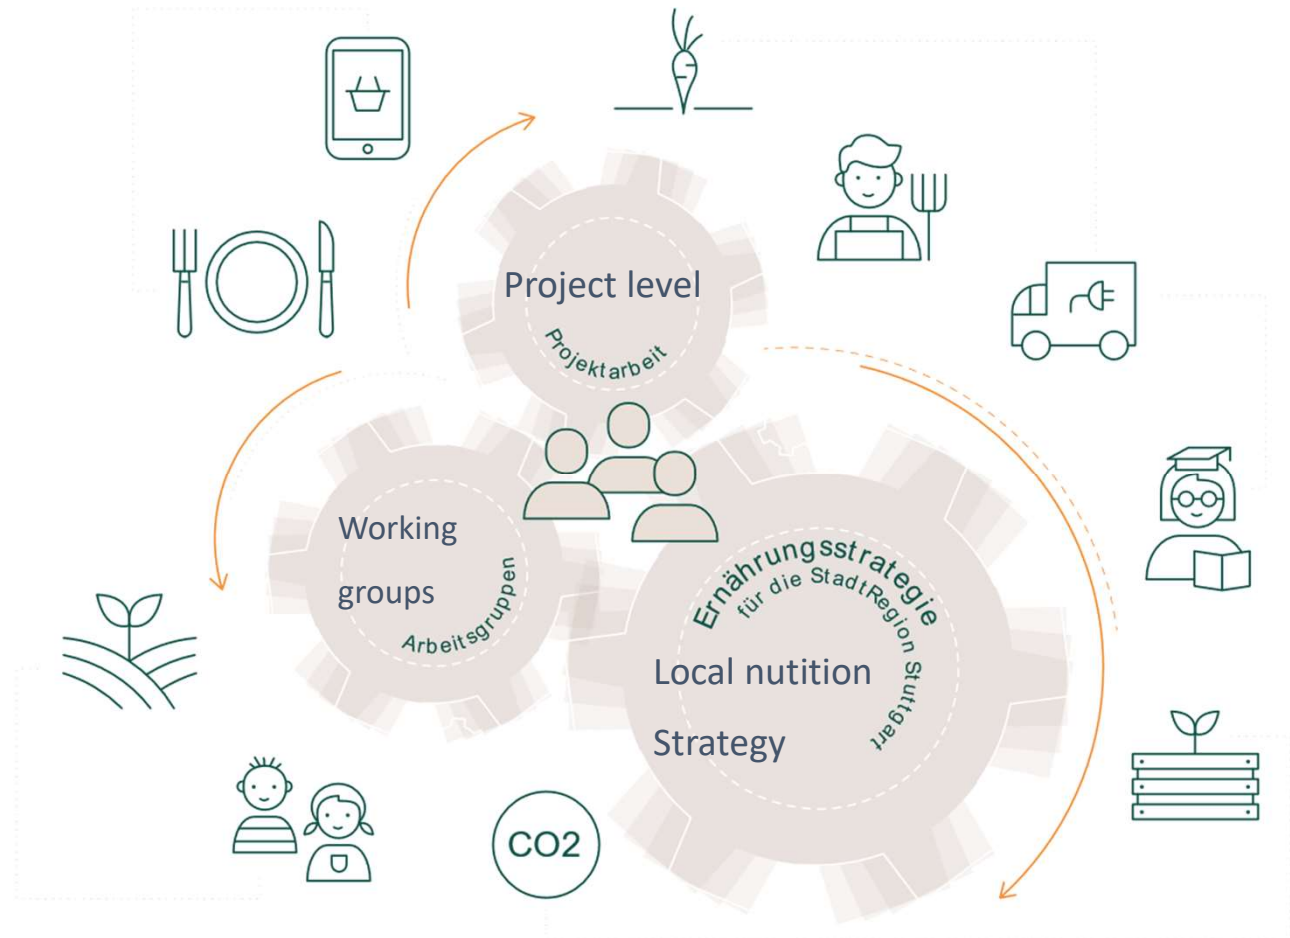 Project level
Projektarbeit
Working
groups
Arbeitsgruppen
Ernährungsstrategie
für die StadtRegion Stuttgart
Local nutition
Strategy
CO2